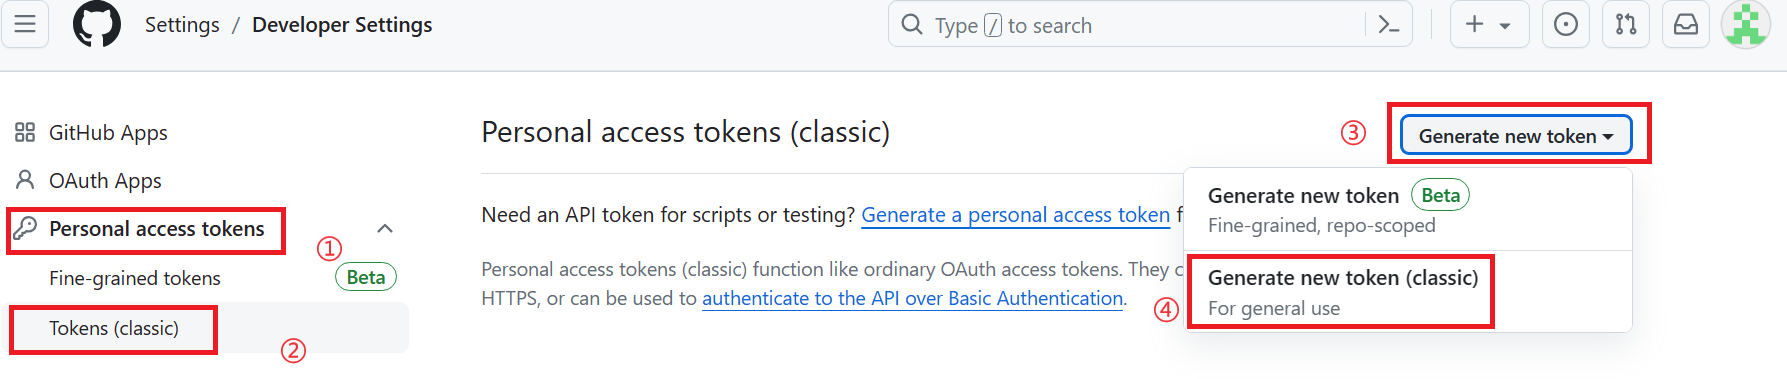 Settings / Developer Settings
Type / to search
GitHub Apps
OAuth Apps
Personal access tokens
①
Fine-grained tokens Beta
Tokens (classic)
②
Personal access tokens (classic)
③
Generate new token
Need an API token for scripts or testing? Generate a personal access token f
Personal access tokens (classic) function like ordinary OAuth access tokens. They c
HTTPS, or can be used to authenticate to the API over Basic Authentication.
Generate new token Beta
Fine-grained, repo-scoped
④
Generate new token (classic)
For general use